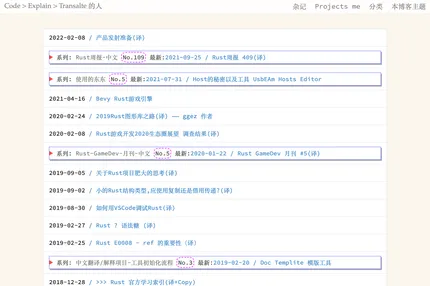 Code > Explain > Transalte 的人
杂记 Projects me 分类 本博客主题
2022-02-08 / 产品发射准备(译)
▶ 系列: Rust周报-中文 No.109 最新:2021-09-25 / Rust周报 409(译)
▶ 系列: 使用的东东 No.5 最新:2021-07-31 / Host的秘密以及工具 UsbEAm Hosts Editor
2021-04-16 / Bevy Rust游戏引擎
2020-02-24 / 2019Rust图形库之路(译) —— ggez 作者
2020-02-08 / Rust游戏开发2020生态圈展望 调查结果(译)
▶ 系列: Rust-GameDev-月刊-中文 No.5 最新:2020-01-22 / Rust GameDev 月刊 #5(译)
2019-09-05 / 关于Rust项目肥大的思考(译)
2019-09-02 / 小的Rust结构类型,应使用复制还是借用传递?(译)
2019-08-30 / 如何用VSCode调试Rust(译)
2019-02-27 / Rust ? 语法糖 (译)
2019-02-25 / Rust E0008 - ref 的重要性 (译)
▶ 系列: 中文翻译/解释项目-工具初始化流程 No.3 最新:2019-02-20 / Doc Templite 模版工具
2018-12-28 / >>> Rust 官方学习索引(译+Copy)